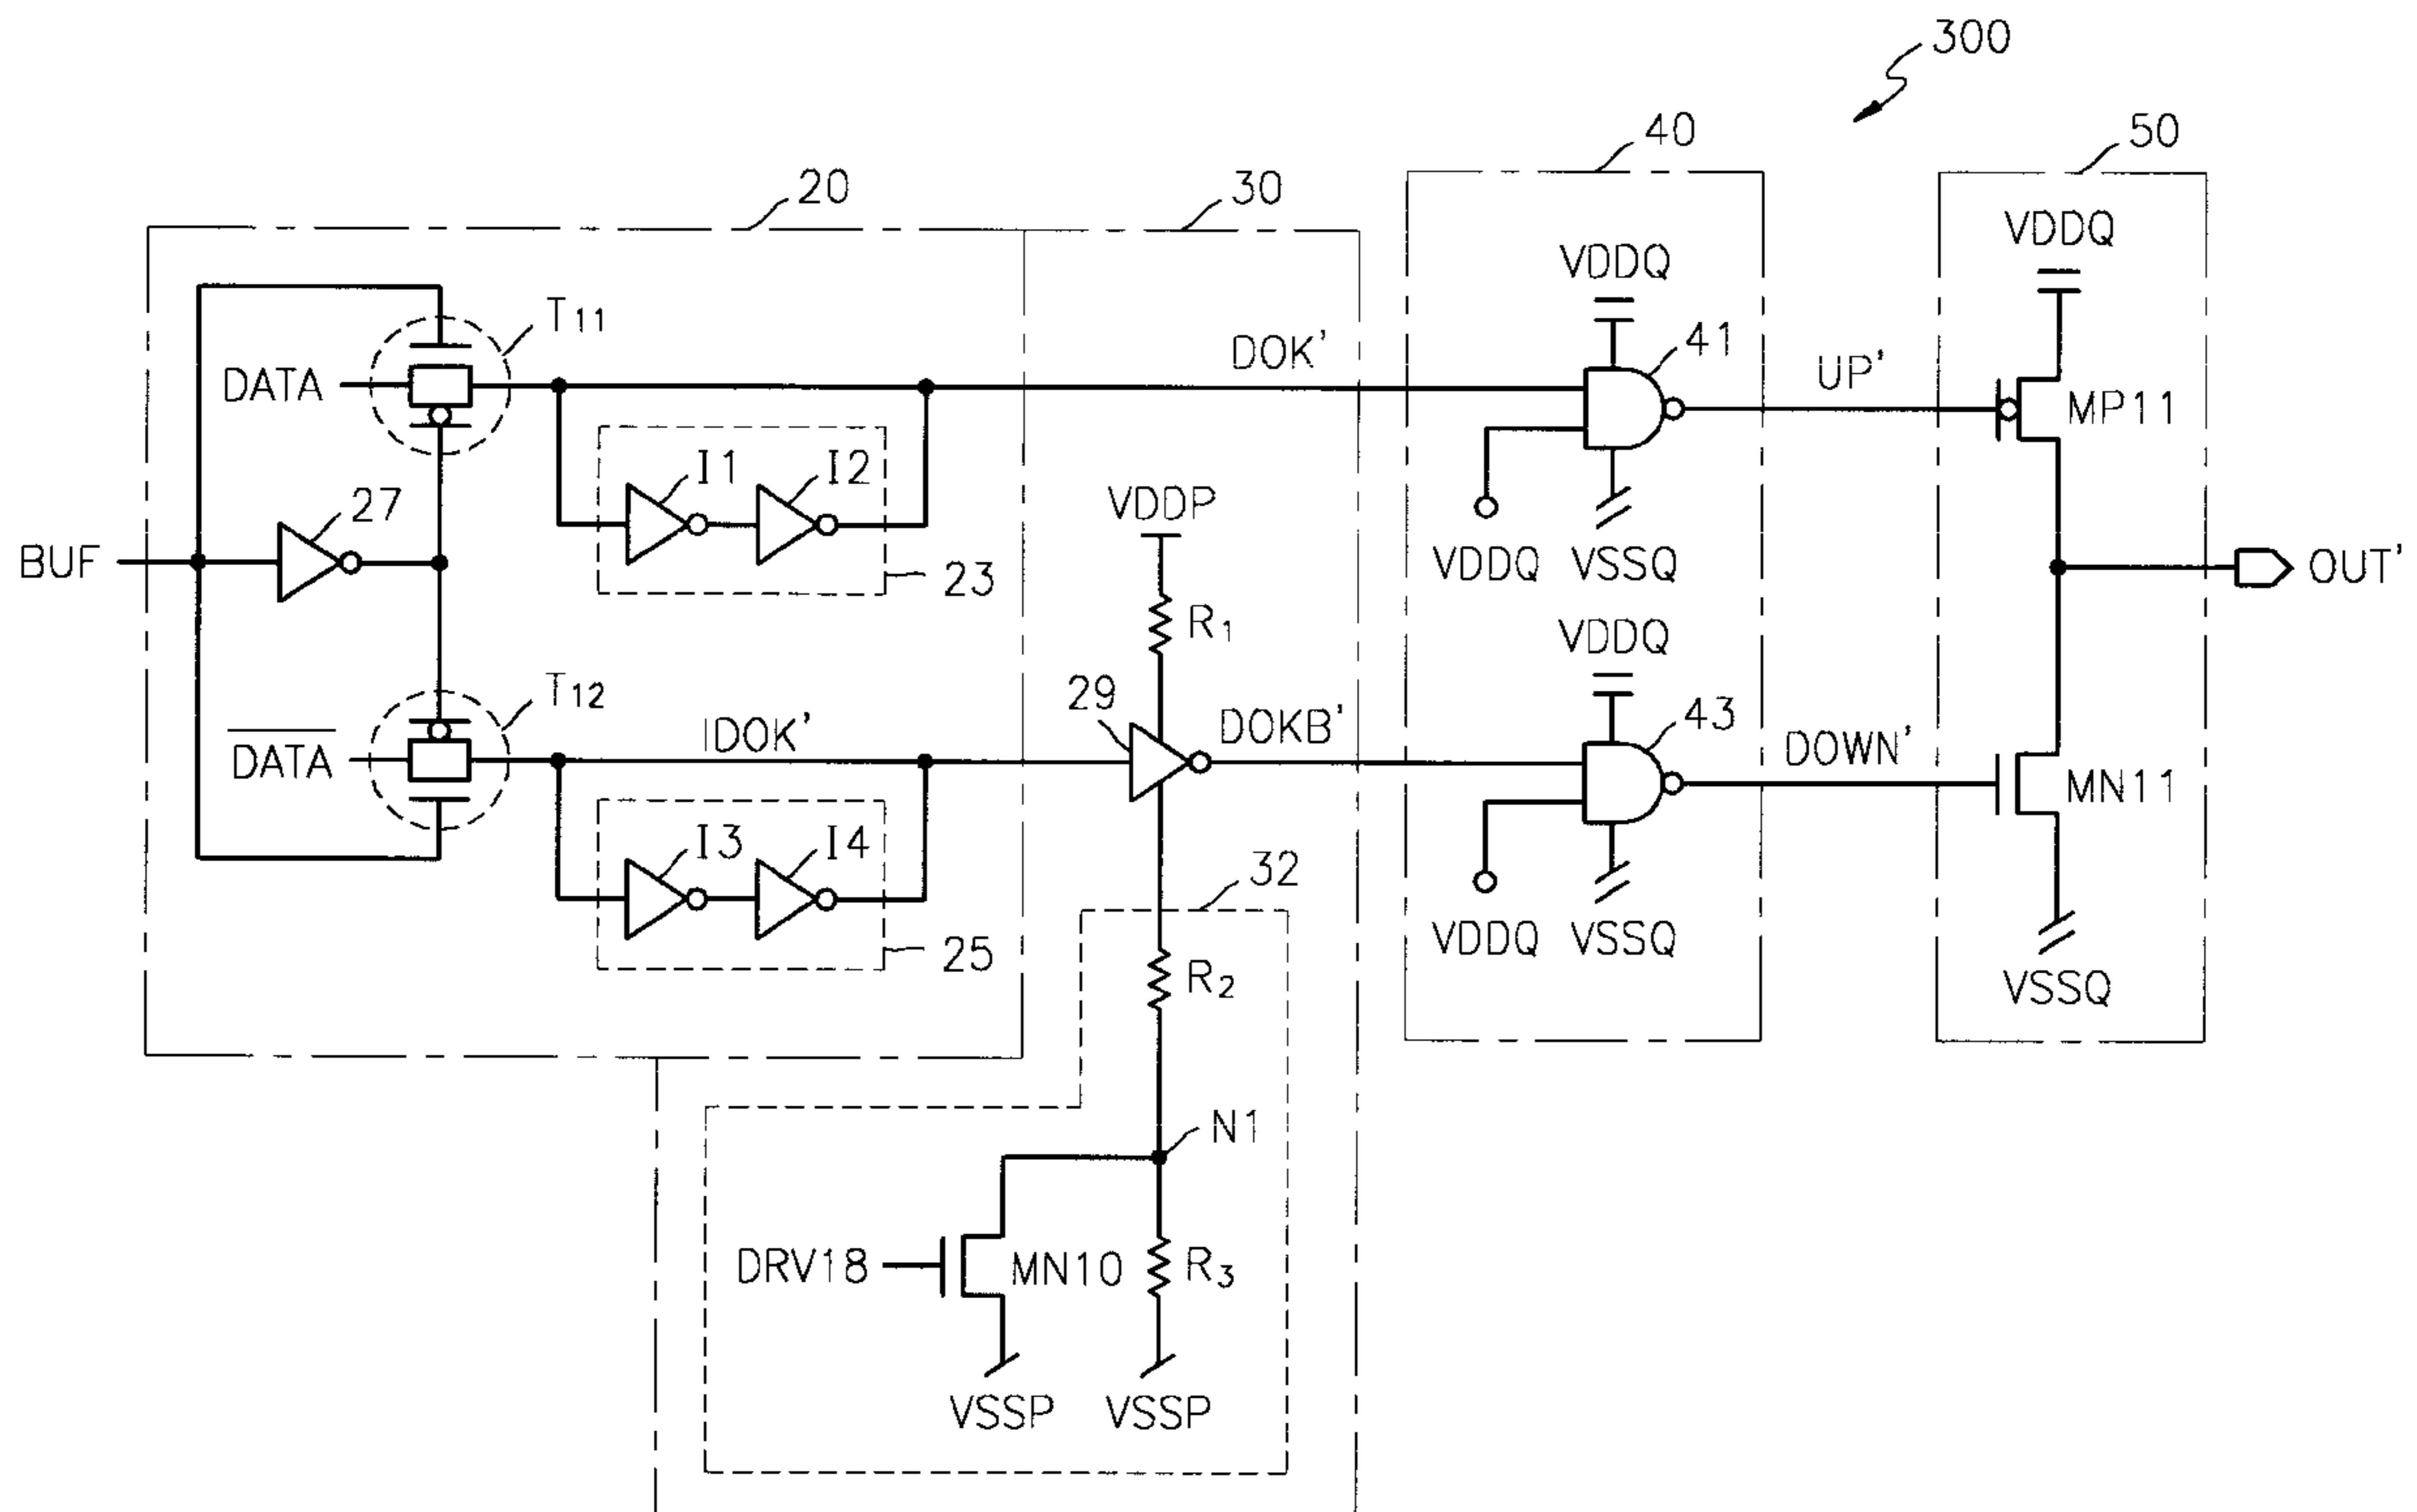 300
40
50
20
30
VDDQ
VDDQ
T11
41
DOK'
UP'
DATA
MP11
I1
I2
27
VDDP
BUF
VDDQ
VSSQ
OUT'
23
R1
VDDQ
T12
29
43
IDOK'
DOKB'
DOWN'
DATA
MN11
I3
I4
32
VDDQ
VSSQ
25
R2
VSSQ
N1
DRV18
MN10
R3
VSSP
VSSP